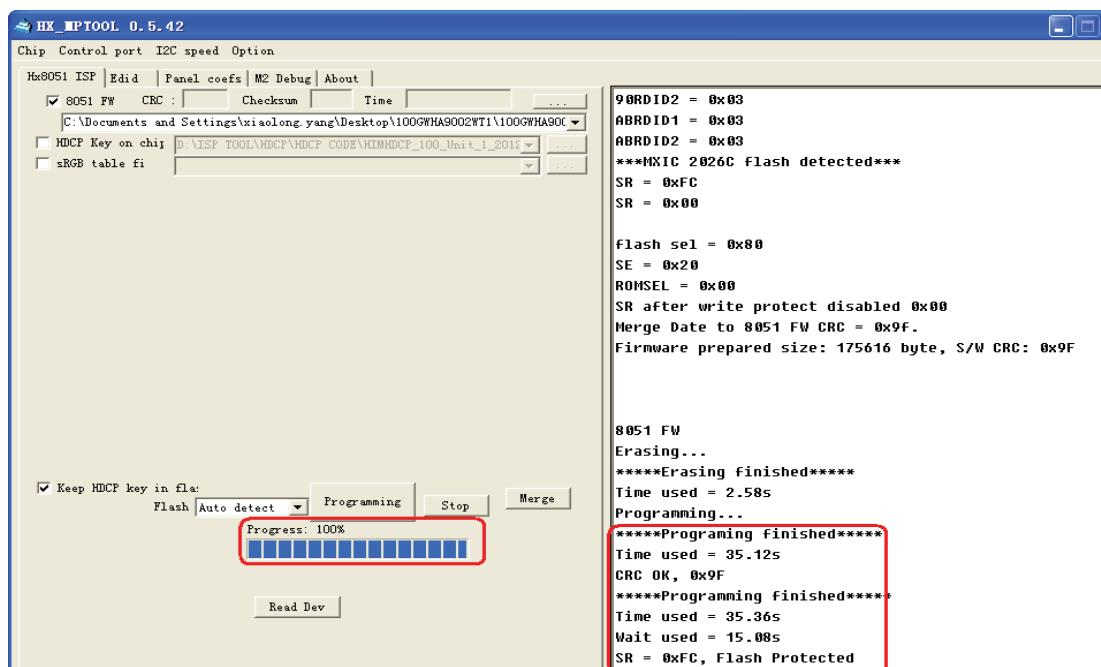 HX_MPTOOL 0.5.42
Chip Control port I2C speed Option
Hx8051 ISP Edid Panel coefs M2 Debug About
8051 FW CRC : Checksum Time ...
C:\Documents and Settings\xiaolong.yang\Desktop\100GWHA9002WT1\100GWHA900
HDCP Key on chip D:\ISP TOOL\HDCP\HDCP CODE\HIMHDCP_100_Unit_1_2012 ...
sRGB table fi ...
Keep HDCP key in fla:
Flash Auto detect Programming Stop Merge
Progress: 100%
Read Dev
90RDID2 = 0x03
ABRDID1 = 0x03
ABRDID2 = 0x03
***MXIC 2026C flash detected***
SR = 0xFC
SR = 0x00
flash sel = 0x80
SE = 0x20
ROMSEL = 0x00
SR after write protect disabled 0x00
Merge Date to 8051 FW CRC = 0x9f.
Firmware prepared size: 175616 byte, S/W CRC: 0x9F
8051 FW
Erasing...
*****Erasing finished*****
Time used = 2.58s
Programming...
*****Programing finished*****
Time used = 35.12s
CRC OK, 0x9F
*****Programming finished*****
Time used = 35.36s
Wait used = 15.08s
SR = 0xFC, Flash Protected